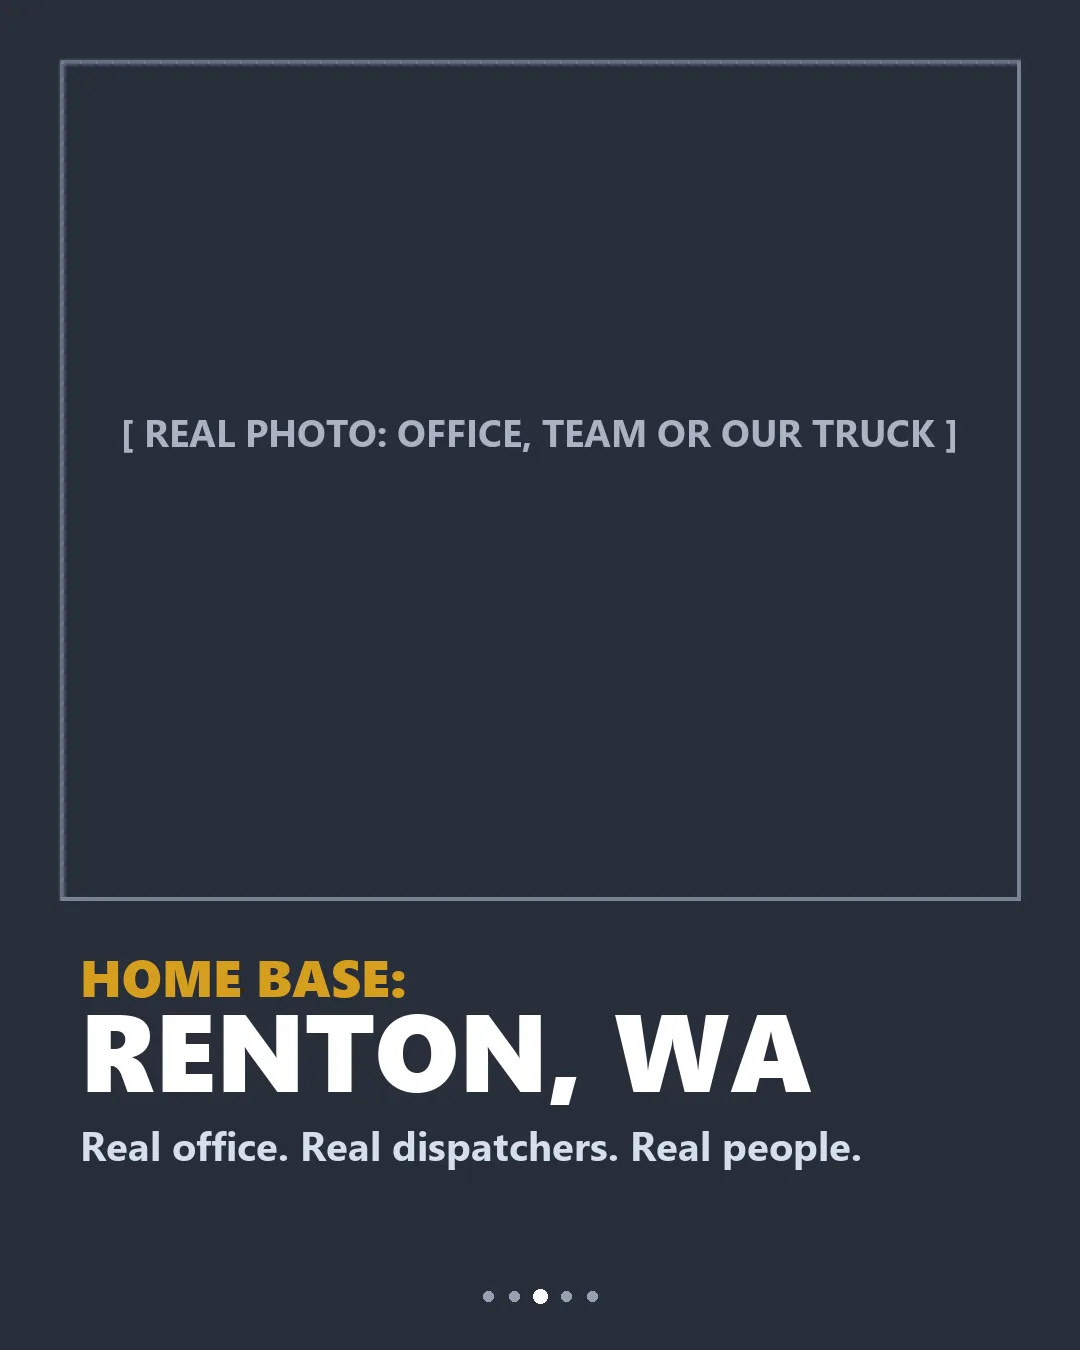 [ REAL PHOTO: OFFICE, TEAM OR OUR TRUCK ]
HOME BASE:
RENTON, WA
Real office. Real dispatchers. Real people.